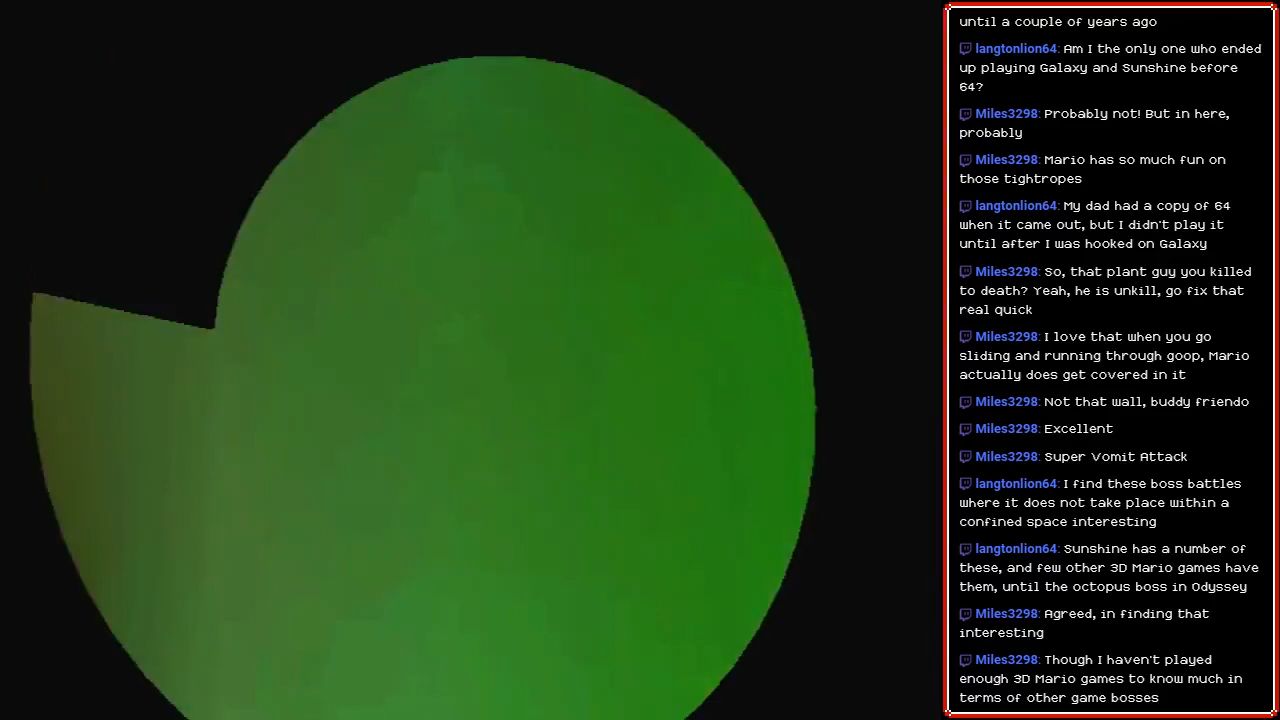 until a couple of years ago
langtonlion64: Am I the only one who ended
up playing Galaxy and Sunshine before
64?
Miles3298: Probably not! But in here,
probably
Miles3298: Mario has so much fun on
those tightropes
langtonlion64: My dad had a copy of 64
when it came out, but I didn't play it
until after I was hooked on Galaxy
Miles3298: So, that plant guy you killed
to death? Yeah, he is unkill, go fix that
real quick
Miles3298: I love that when you go
sliding and running through goop, Mario
actually does get covered in it
Miles3298: Not that wall, buddy friendo
Miles3298: Excellent
Miles3298: Super Vomit Attack
langtonlion64: I find these boss battles
where it does not take place within a
confined space interesting
langtonlion64: Sunshine has a number of
these, and few other 3D Mario games have
them, until the octopus boss in Odyssey
Miles3298: Agreed, in finding that
interesting
Miles3298: Though I haven't played
enough 3D Mario games to know much in
terms of other game bosses